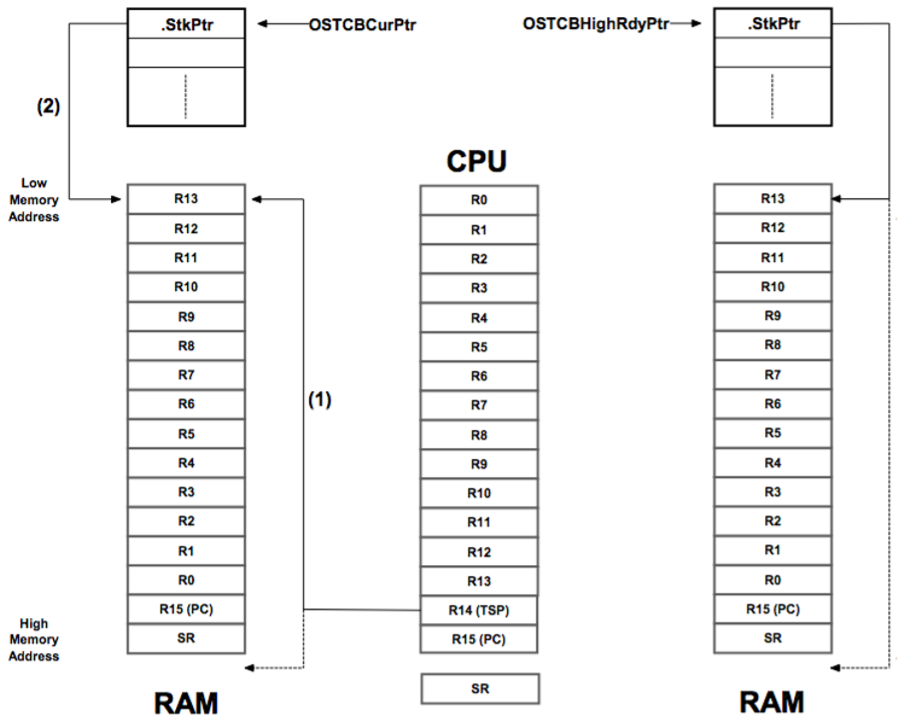 .StkPtr
OSTCBCurPtr
OSTCBHighRdyPtr
.StkPtr
(2)
Low
Memory
Address
R13
R12
R11
R10
R9
R8
R7
R6
R5
R4
R3
R2
R1
R0
R15 (PC)
SR
High
Memory
Address
RAM
(1)
CPU
R0
R1
R2
R3
R4
R5
R6
R7
R8
R9
R10
R11
R12
R13
R14 (TSP)
R15 (PC)
SR
R13
R12
R11
R10
R9
R8
R7
R6
R5
R4
R3
R2
R1
R0
R15 (PC)
SR
RAM